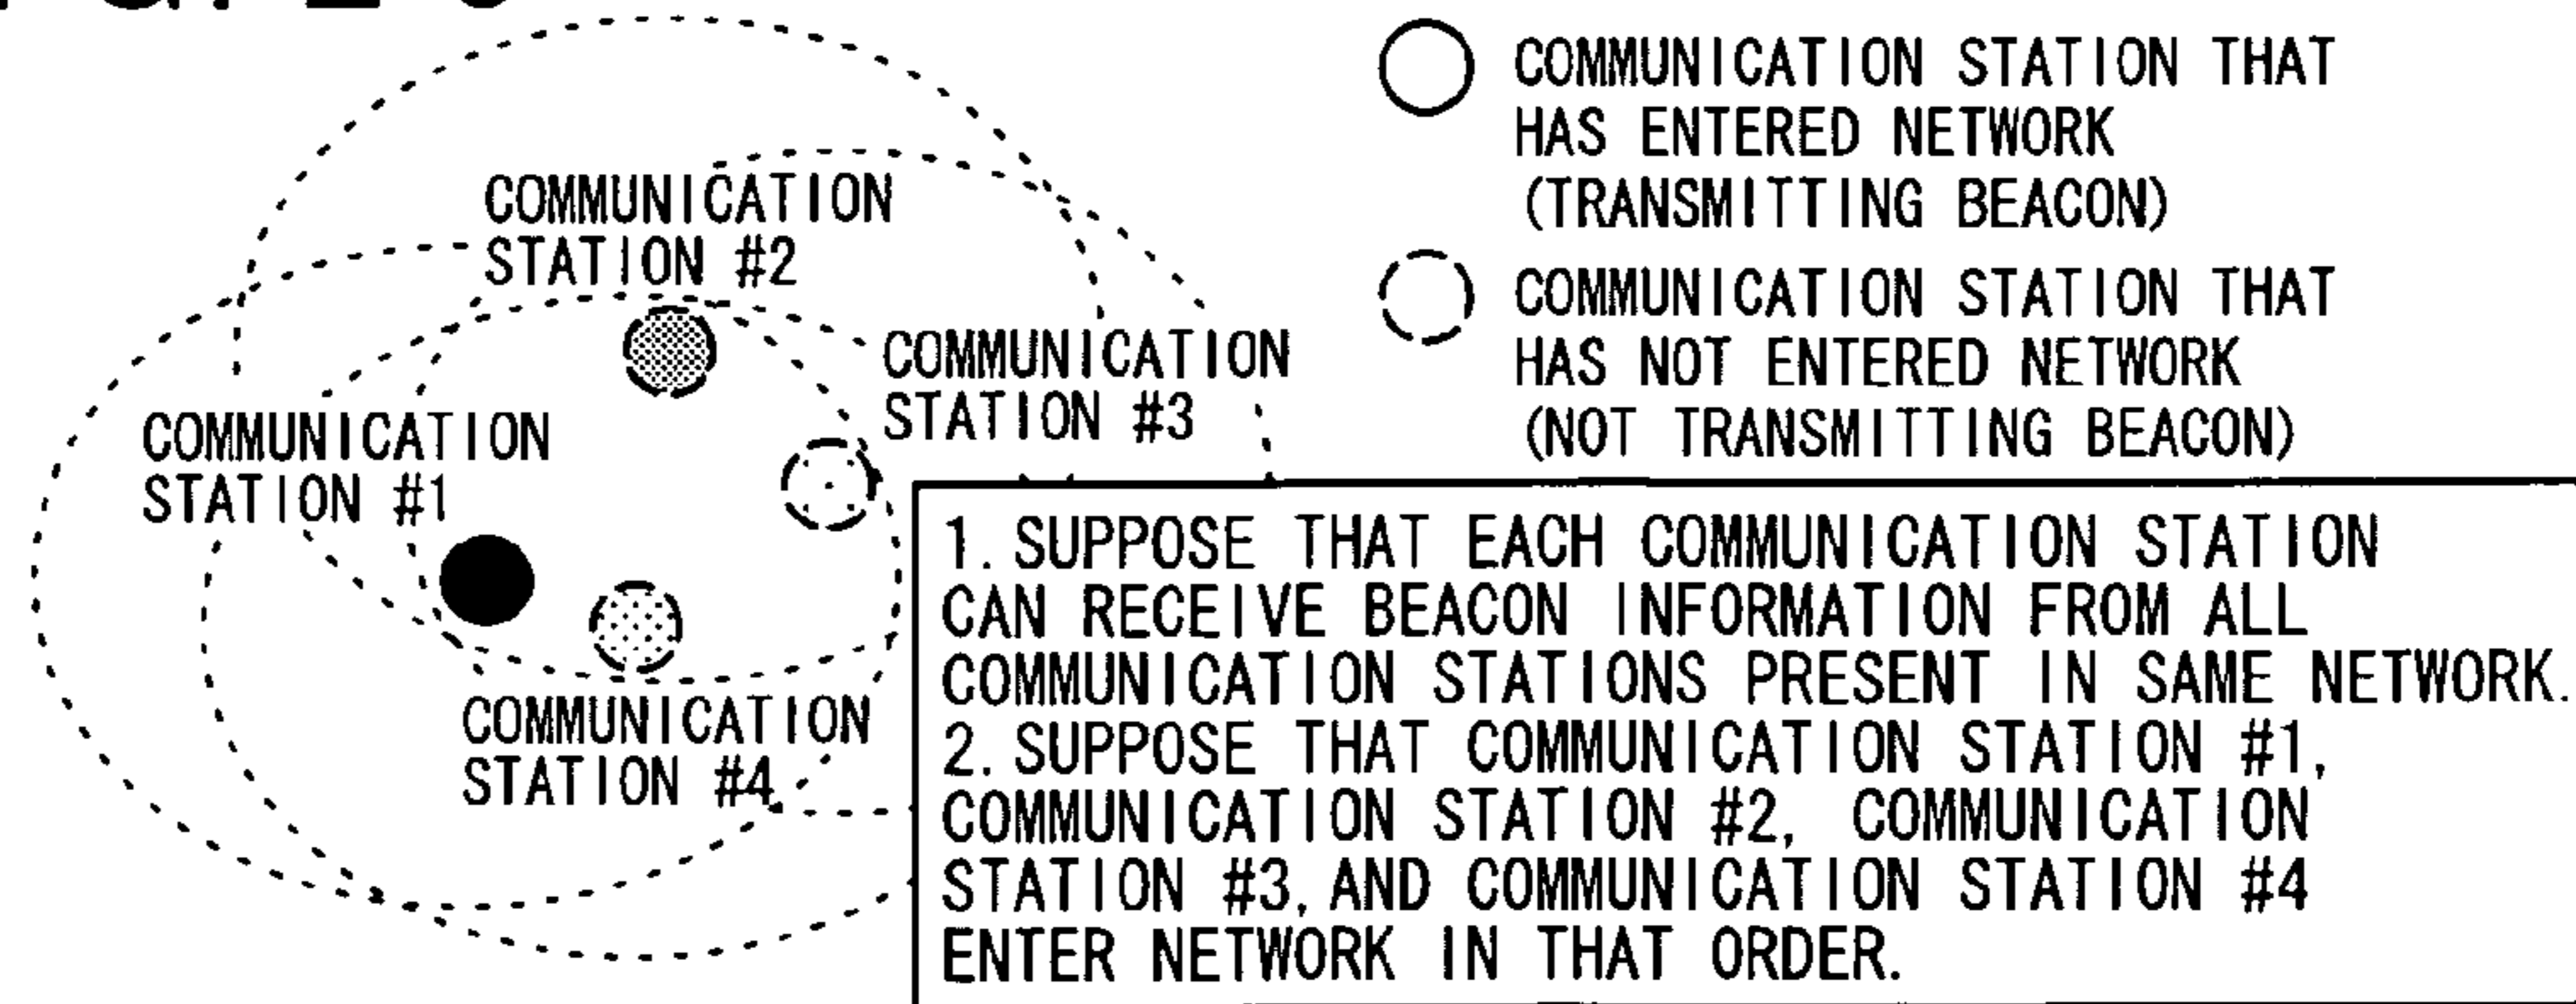 COMMUNICATION STATION THAT
HAS ENTERED NETWORK
(TRANSMITTING BEACON)
COMMUNICATION STATION THAT
HAS NOT ENTERED NETWORK
(NOT TRANSMITTING BEACON)
COMMUNICATION
STATION #2
COMMUNICATION
STATION #3
COMMUNICATION
STATION #1
COMMUNICATION
STATION #4
1. SUPPOSE THAT EACH COMMUNICATION STATION
CAN RECEIVE BEACON INFORMATION FROM ALL
COMMUNICATION STATIONS PRESENT IN SAME NETWORK.
2. SUPPOSE THAT COMMUNICATION STATION #1,
COMMUNICATION STATION #2, COMMUNICATION
STATION #3, AND COMMUNICATION STATION #4
ENTER NETWORK IN THAT ORDER.